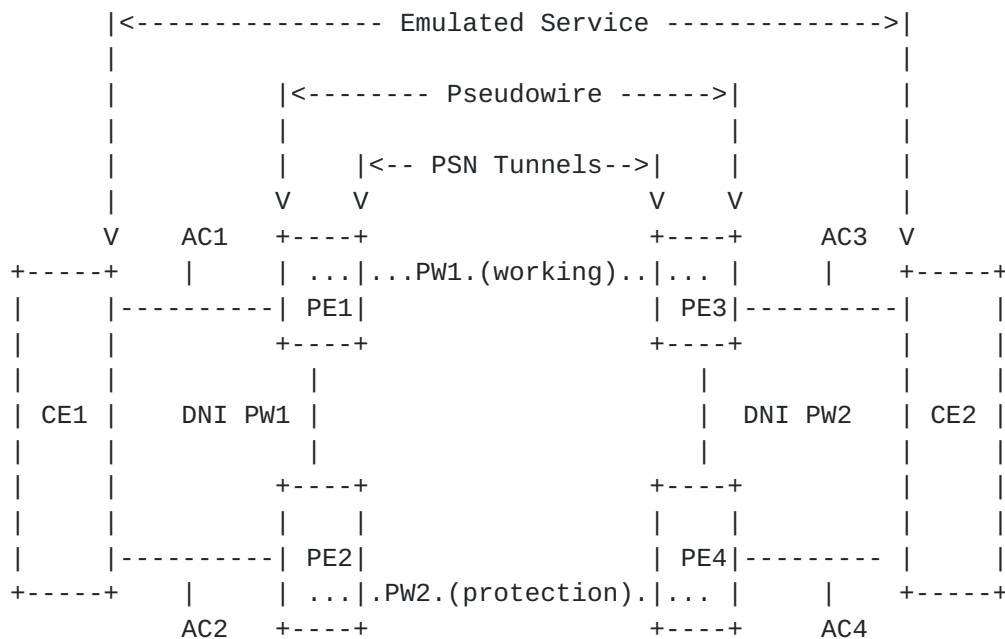 |<---------------- Emulated Service -------------->|
|<-------- Pseudowire ------>|
|<-- PSN Tunnels-->|
V V V V
V AC1 +----+ +----+ AC3 V
+-----+ | | ...|...PW1.(working)..|... | | +-----+
| |----------| PE1| | PE3|----------| |
| | +----+ +----+ | |
| | | | | |
| CE1 | DNI PW1 | | DNI PW2 | CE2 |
| | | | | |
| | +----+ +----+ | |
| | | | | | | |
| |----------| PE2| | PE4|--------- | |
+-----+ | | ...|.PW2.(protection).|... | | +-----+
AC2 +----+ +----+ AC4